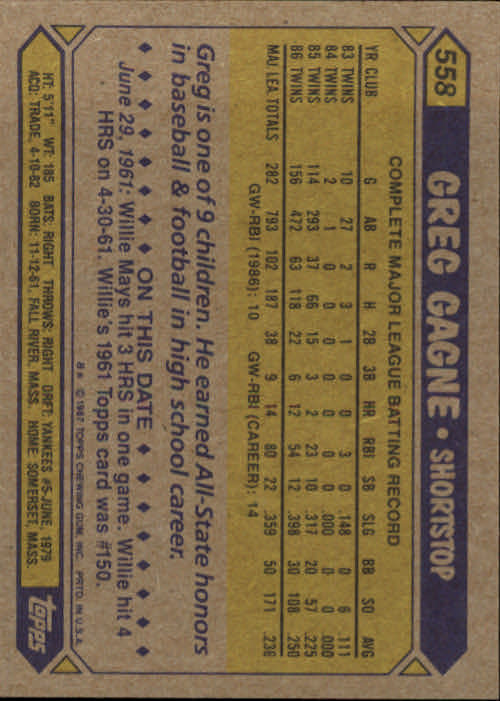 558
GREG GAGNE • SHORTSTOP
COMPLETE MAJOR LEAGUE BATTING RECORD
YR CLUB G AB R H 2B 3B HR RBI SB SLG BB SO AVG
83 TWINS 10 27 2 3 1 0 0 3 0 .148 0 6 .111
84 TWINS 2 1 0 0 0 0 0 0 0 .000 0 0 .000
85 TWINS 114 293 37 66 15 3 2 23 10 .317 20 57 .225
86 TWINS 156 472 63 118 22 6 12 54 12 .398 30 108 .250
MAJ LEA TOTALS 282 793 102 187 38 9 14 80 22 .359 50 171 .236
GW-RBI (1986): 10 GW-RBI (CAREER): 14
Greg is one of 9 children. He earned All-State honors
in baseball & football in high school career.
◆ ◆ ◆ ◆ ◆ ON THIS DATE ◆ ◆ ◆ ◆ ◆
June 29, 1961: Willie Mays hit 3 HRS in one game. Willie hit 4
HRS on 4-30-61. Willie's 1961 Topps card was #150.
© 1987 TOPPS CHEWING GUM, INC. PRTD. IN U.S.A.
HT: 5'11" WT: 185 BATS: RIGHT THROWS: RIGHT DRFT: YANKEES #5-JUNE, 1979
ACQ: TRADE, 4-10-82 BORN: 11-12-61, FALL RIVER, MASS. HOME: SOMERSET, MASS.
topps